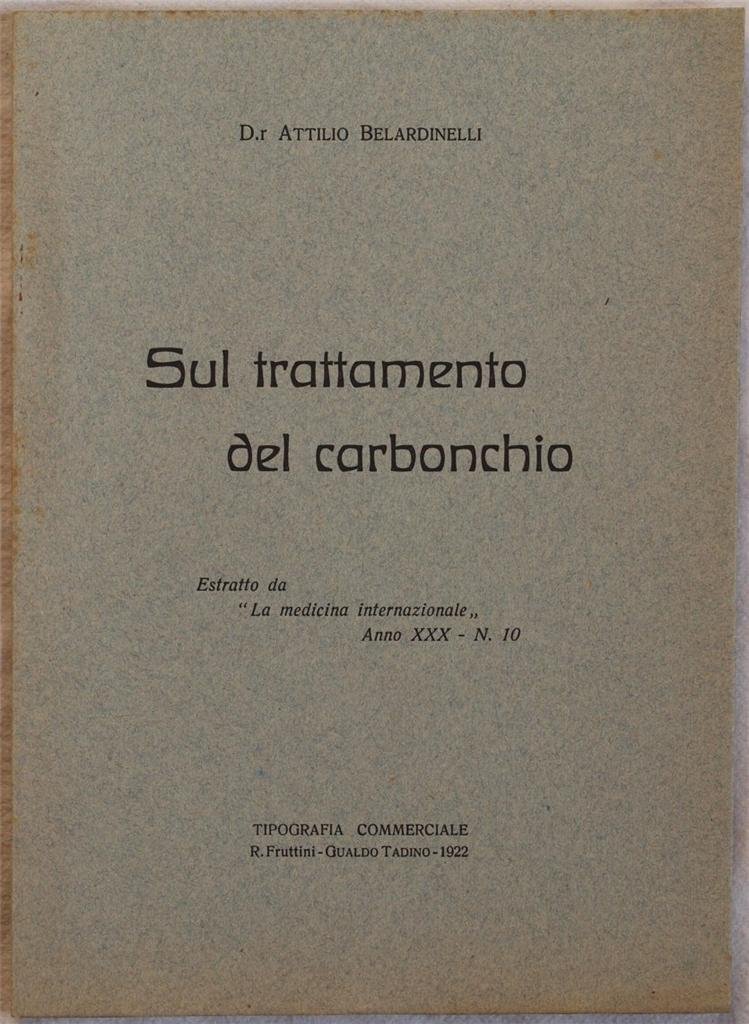 D.r ATTILIO BELARDINELLI
Sul trattamento
del carbonchio
Estratto da
“La medicina internazionale„
Anno XXX - N. 10
TIPOGRAFIA COMMERCIALE
R. Fruttini - GUALDO TADINO - 1922